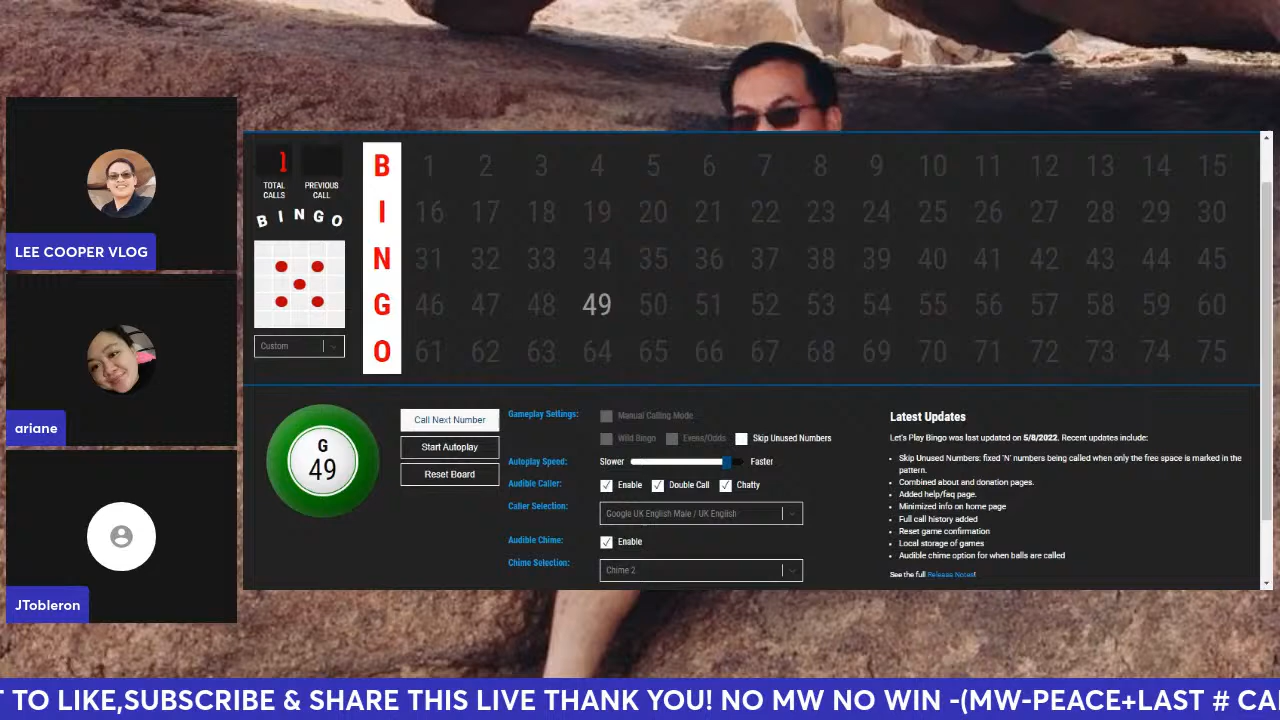 LEE COOPER VLOG
ariane
JTobleron
1
TOTAL CALLS
PREVIOUS CALL
B I N G O
Custom
B 1 2 3 4 5 6 7 8 9 10 11 12 13 14 15
I 16 17 18 19 20 21 22 23 24 25 26 27 28 29 30
N 31 32 33 34 35 36 37 38 39 40 41 42 43 44 45
G 46 47 48 49 50 51 52 53 54 55 56 57 58 59 60
O 61 62 63 64 65 66 67 68 69 70 71 72 73 74 75
G
49
Call Next Number
Start Autoplay
Reset Board
Gameplay Settings:
Manual Calling Mode
Wild Bingo Evens/Odds Skip Unused Numbers
Autoplay Speed: Slower Faster
Audible Caller: Enable Double Call Chatty
Caller Selection: Google UK English Male / UK English
Audible Chime: Enable
Chime Selection: Chime 2
Latest Updates
Let's Play Bingo was last updated on 5/8/2022. Recent updates include:
Skip Unused Numbers: fixed 'N' numbers being called when only the free space is marked in the
pattern.
Combined about and donation pages.
Added help/faq page.
Minimized info on home page
Full call history added
Reset game confirmation
Local storage of games
Audible chime option for when balls are called
See the full Release Notes!
T TO LIKE,SUBSCRIBE & SHARE THIS LIVE THANK YOU! NO MW NO WIN -(MW-PEACE+LAST # CA